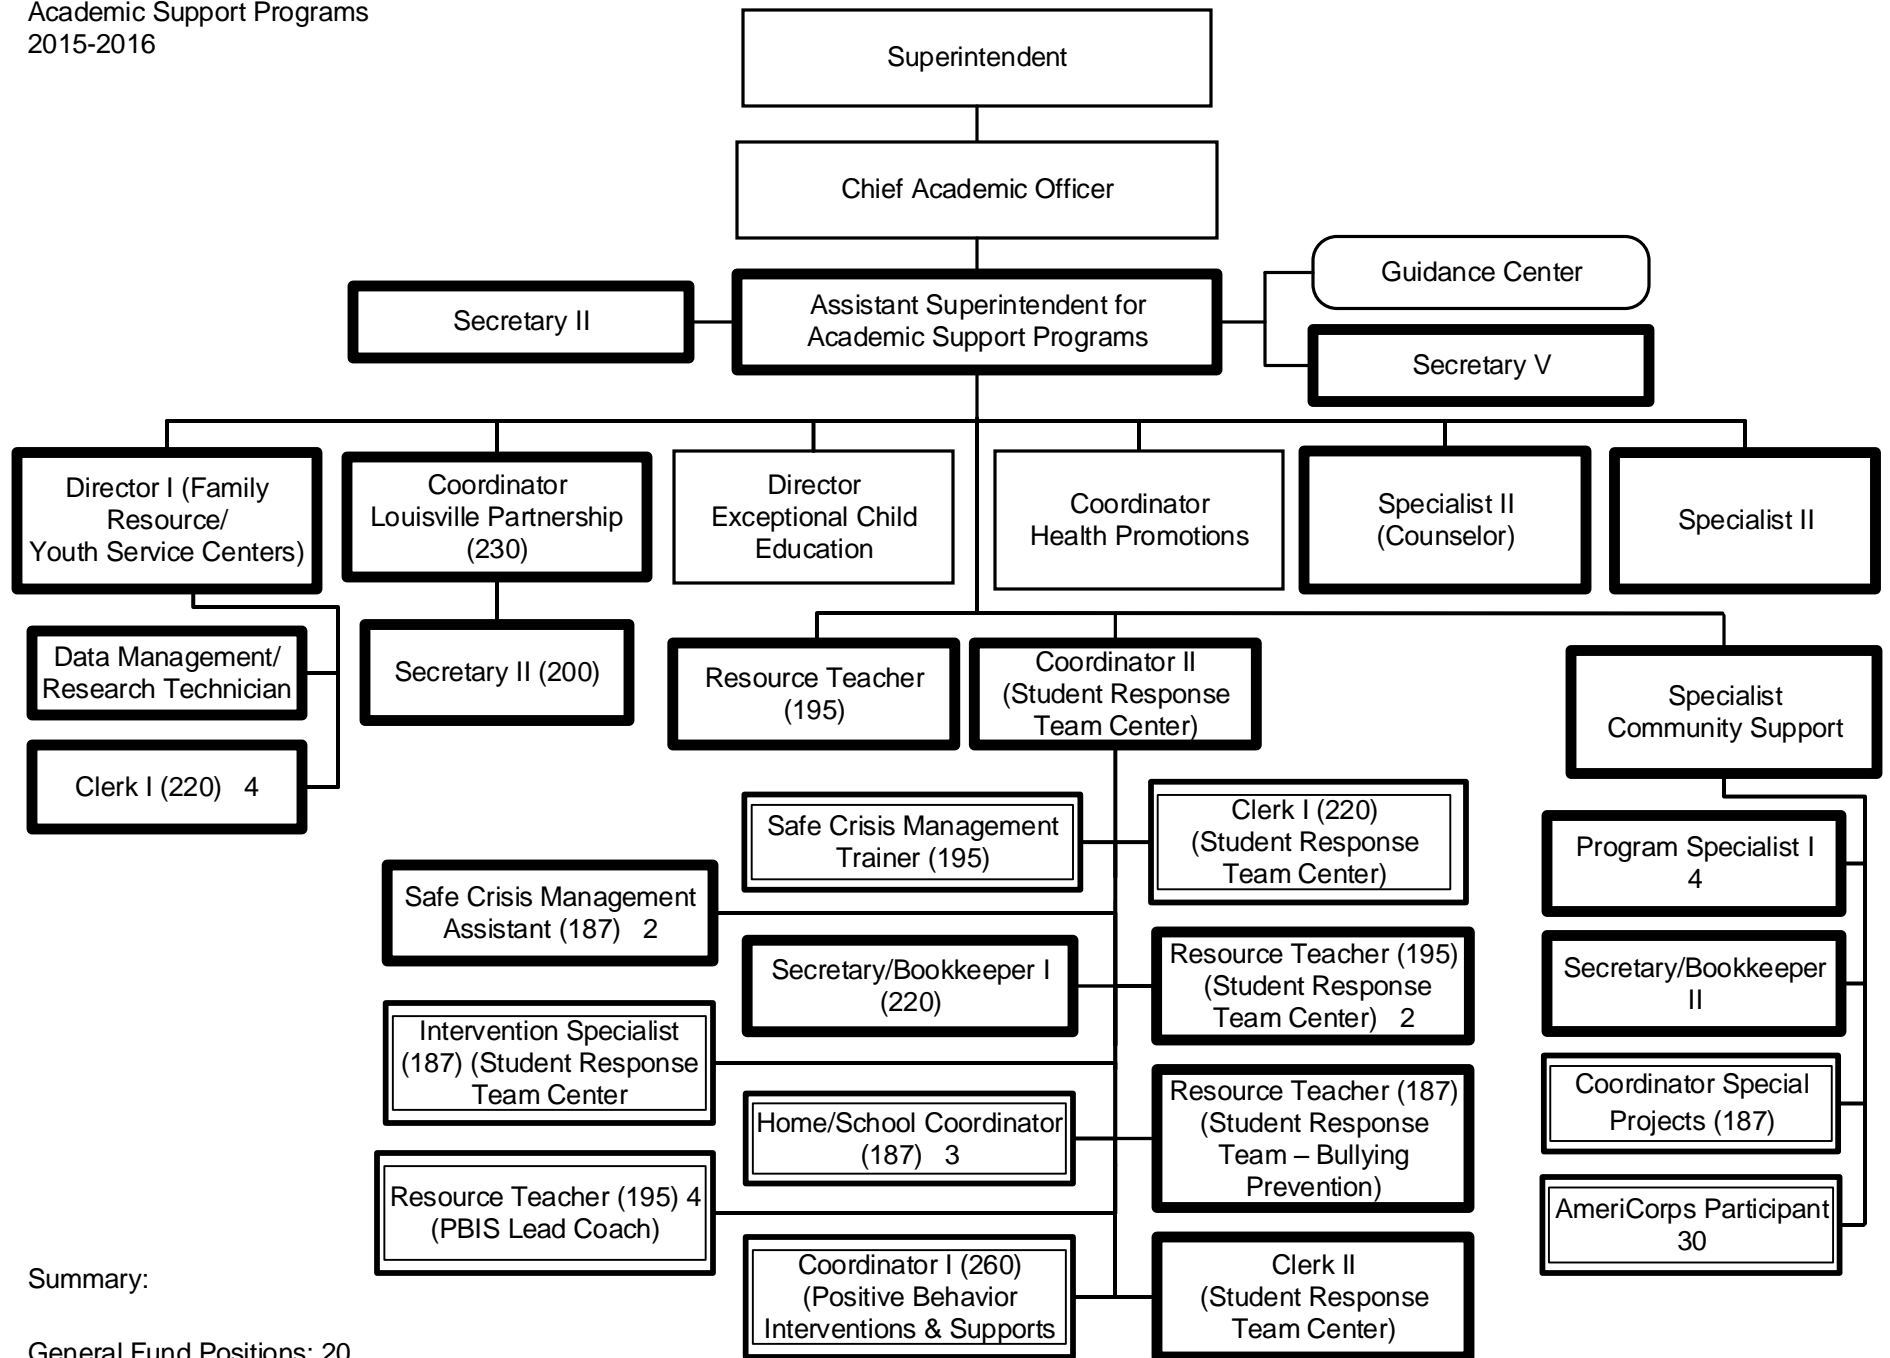 Academic Support Programs
2015-2016
Superintendent
Chief Academic Officer
Guidance Center
Secretary II
Assistant Superintendent for
Academic Support Programs
Secretary V
Director I (Family
Resource/
Youth Service Centers)
Coordinator
Louisville Partnership
(230)
Director
Exceptional Child
Education
Coordinator
Health Promotions
Specialist II
(Counselor)
Specialist II
Data Management/
Research Technician
Clerk I (220) 4
Secretary II (200)
Resource Teacher
(195)
Coordinator II
(Student Response
Team Center)
Specialist
Community Support
Safe Crisis Management
Trainer (195)
Clerk I (220)
(Student Response
Team Center)
Safe Crisis Management
Assistant (187) 2
Secretary/Bookkeeper I
(220)
Resource Teacher (195)
(Student Response
Team Center) 2
Intervention Specialist
(187) (Student Response
Team Center
Home/School Coordinator
(187) 3
Resource Teacher (187)
(Student Response
Team – Bullying
Prevention)
Resource Teacher (195) 4
(PBIS Lead Coach)
Coordinator I (260)
(Positive Behavior
Interventions & Supports
Clerk II
(Student Response
Team Center)
Program Specialist I
4
Secretary/Bookkeeper
II
Coordinator Special
Projects (187)
AmeriCorps Participant
30
Summary:
General Fund Positions: 20